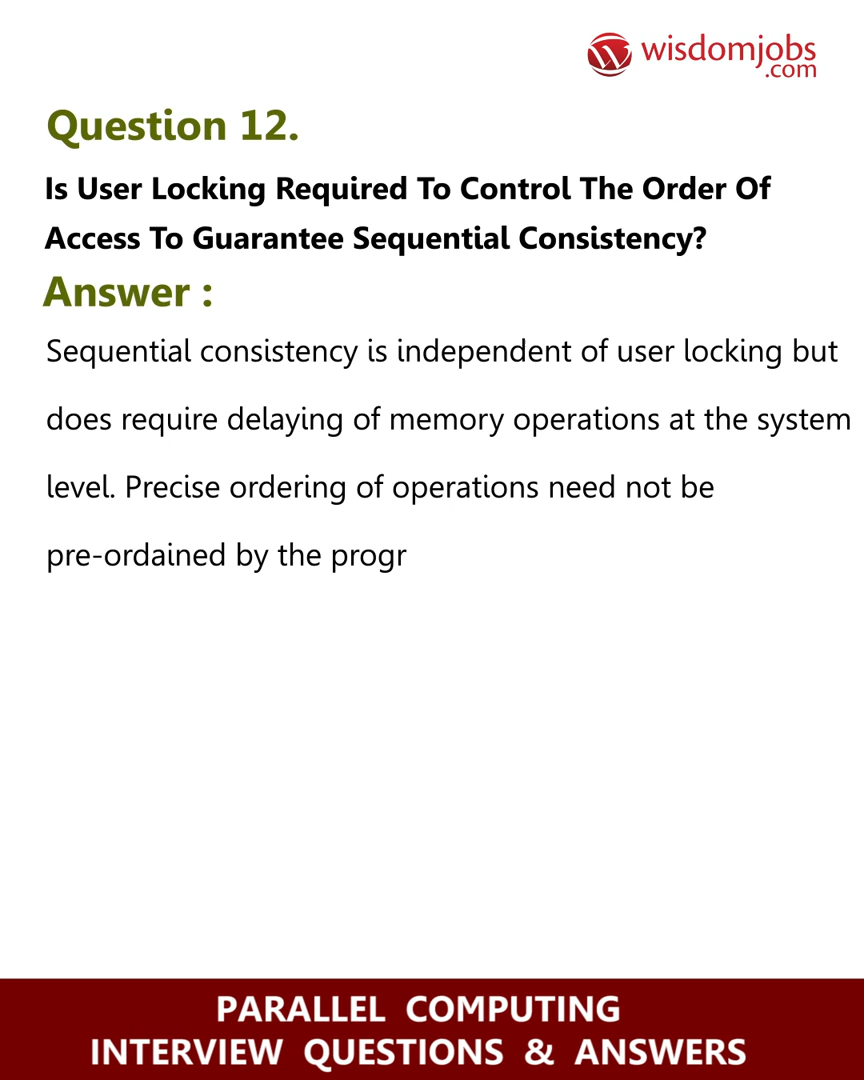 wisdomjobs
.com
Question 12.
Is User Locking Required To Control The Order Of
Access To Guarantee Sequential Consistency?
Answer :
Sequential consistency is independent of user locking but
does require delaying of memory operations at the system
level. Precise ordering of operations need not be
pre-ordained by the progr
PARALLEL COMPUTING
INTERVIEW QUESTIONS & ANSWERS